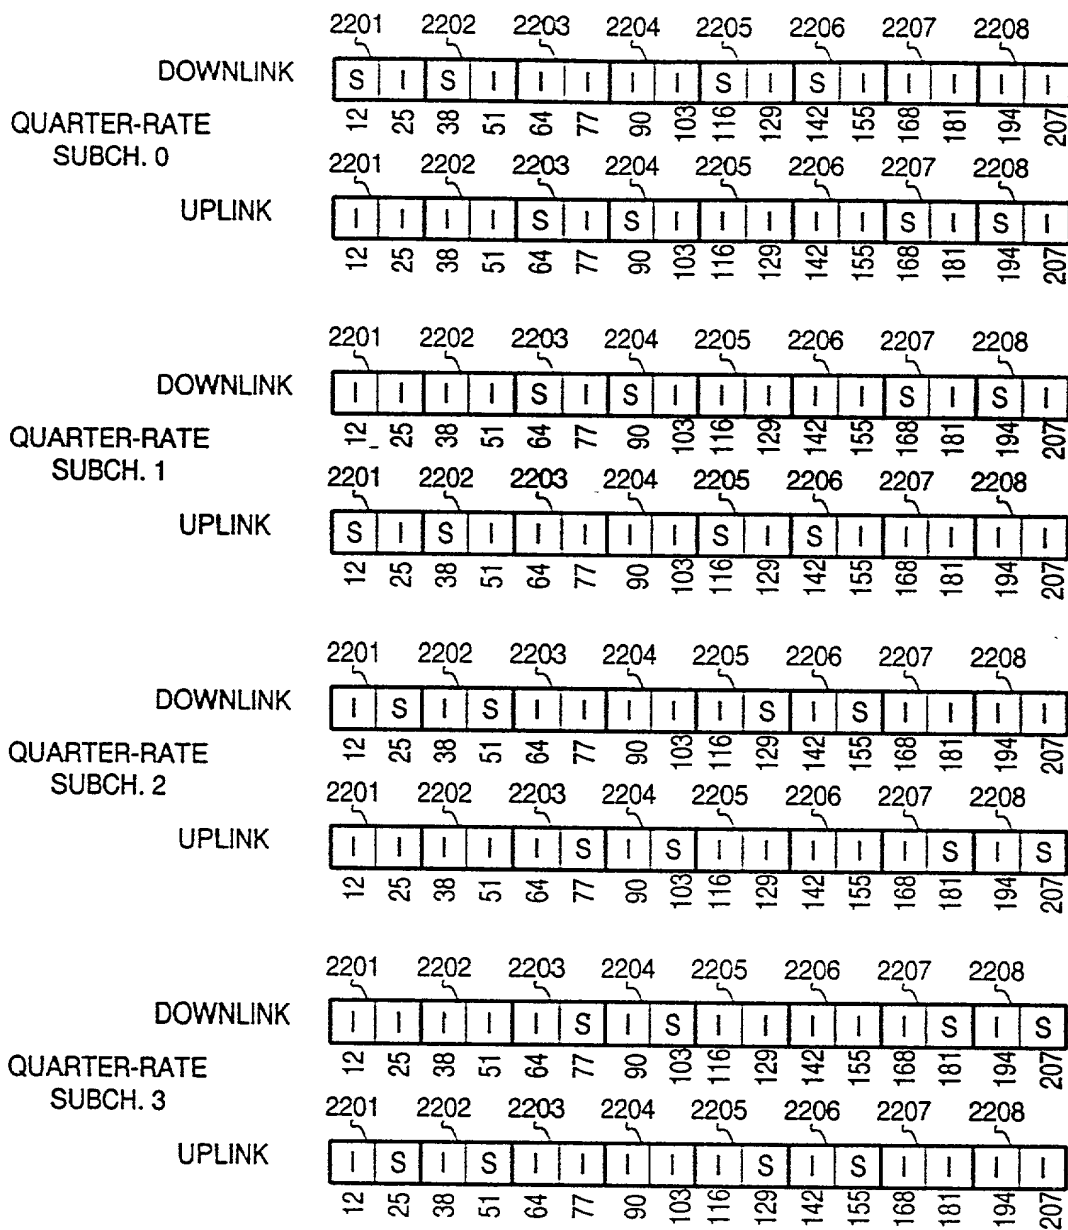 2201 2202 2203 2204 2205 2206 2207 2208
DOWNLINK S I S I I I I I S I S I I I I I
12 25 38 51 64 77 90 103 116 129 142 155 168 181 194 207
QUARTER-RATE
SUBCH. 0
2201 2202 2203 2204 2205 2206 2207 2208
UPLINK I I I I S I S I I I I I S I S I
12 25 38 51 64 77 90 103 116 129 142 155 168 181 194 207
2201 2202 2203 2204 2205 2206 2207 2208
DOWNLINK I I I I S I S I I I I I S I S I
12 25 38 51 64 77 90 103 116 129 142 155 168 181 194 207
QUARTER-RATE
SUBCH. 1
2201 2202 2203 2204 2205 2206 2207 2208
UPLINK S I S I I I I I S I S I I I I I
12 25 38 51 64 77 90 103 116 129 142 155 168 181 194 207
2201 2202 2203 2204 2205 2206 2207 2208
DOWNLINK I S I S I I I I I S I S I I I I
12 25 38 51 64 77 90 103 116 129 142 155 168 181 194 207
QUARTER-RATE
SUBCH. 2
2201 2202 2203 2204 2205 2206 2207 2208
UPLINK I I I I I S I S I I I I I S I S
12 25 38 51 64 77 90 103 116 129 142 155 168 181 194 207
2201 2202 2203 2204 2205 2206 2207 2208
DOWNLINK I I I I I S I S I I I I I S I S
12 25 38 51 64 77 90 103 116 129 142 155 168 181 194 207
QUARTER-RATE
SUBCH. 3
2201 2202 2203 2204 2205 2206 2207 2208
UPLINK I S I S I I I I I S I S I I I I
12 25 38 51 64 77 90 103 116 129 142 155 168 181 194 207